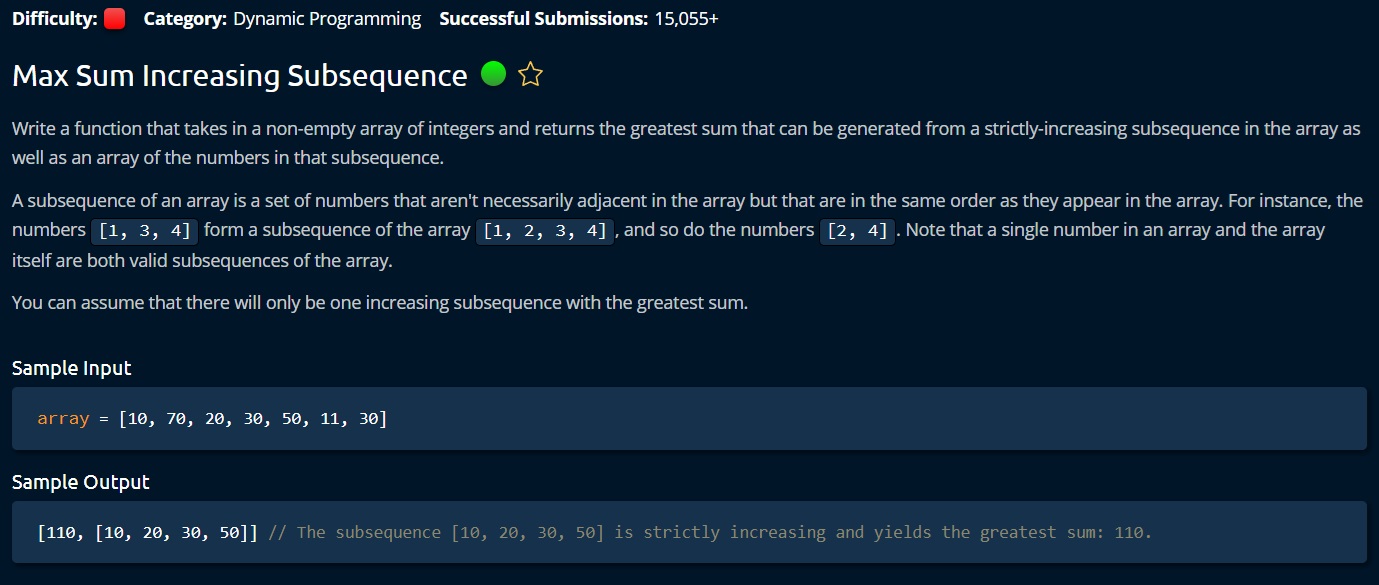 Difficulty: Category: Dynamic Programming Successful Submissions: 15,055+
Max Sum Increasing Subsequence
Write a function that takes in a non-empty array of integers and returns the greatest sum that can be generated from a strictly-increasing subsequence in the array as
well as an array of the numbers in that subsequence.
A subsequence of an array is a set of numbers that aren't necessarily adjacent in the array but that are in the same order as they appear in the array. For instance, the
numbers [1, 3, 4] form a subsequence of the array [1, 2, 3, 4], and so do the numbers [2, 4]. Note that a single number in an array and the array
itself are both valid subsequences of the array.
You can assume that there will only be one increasing subsequence with the greatest sum.
Sample Input
array = [10, 70, 20, 30, 50, 11, 30]
Sample Output
[110, [10, 20, 30, 50]] // The subsequence [10, 20, 30, 50] is strictly increasing and yields the greatest sum: 110.